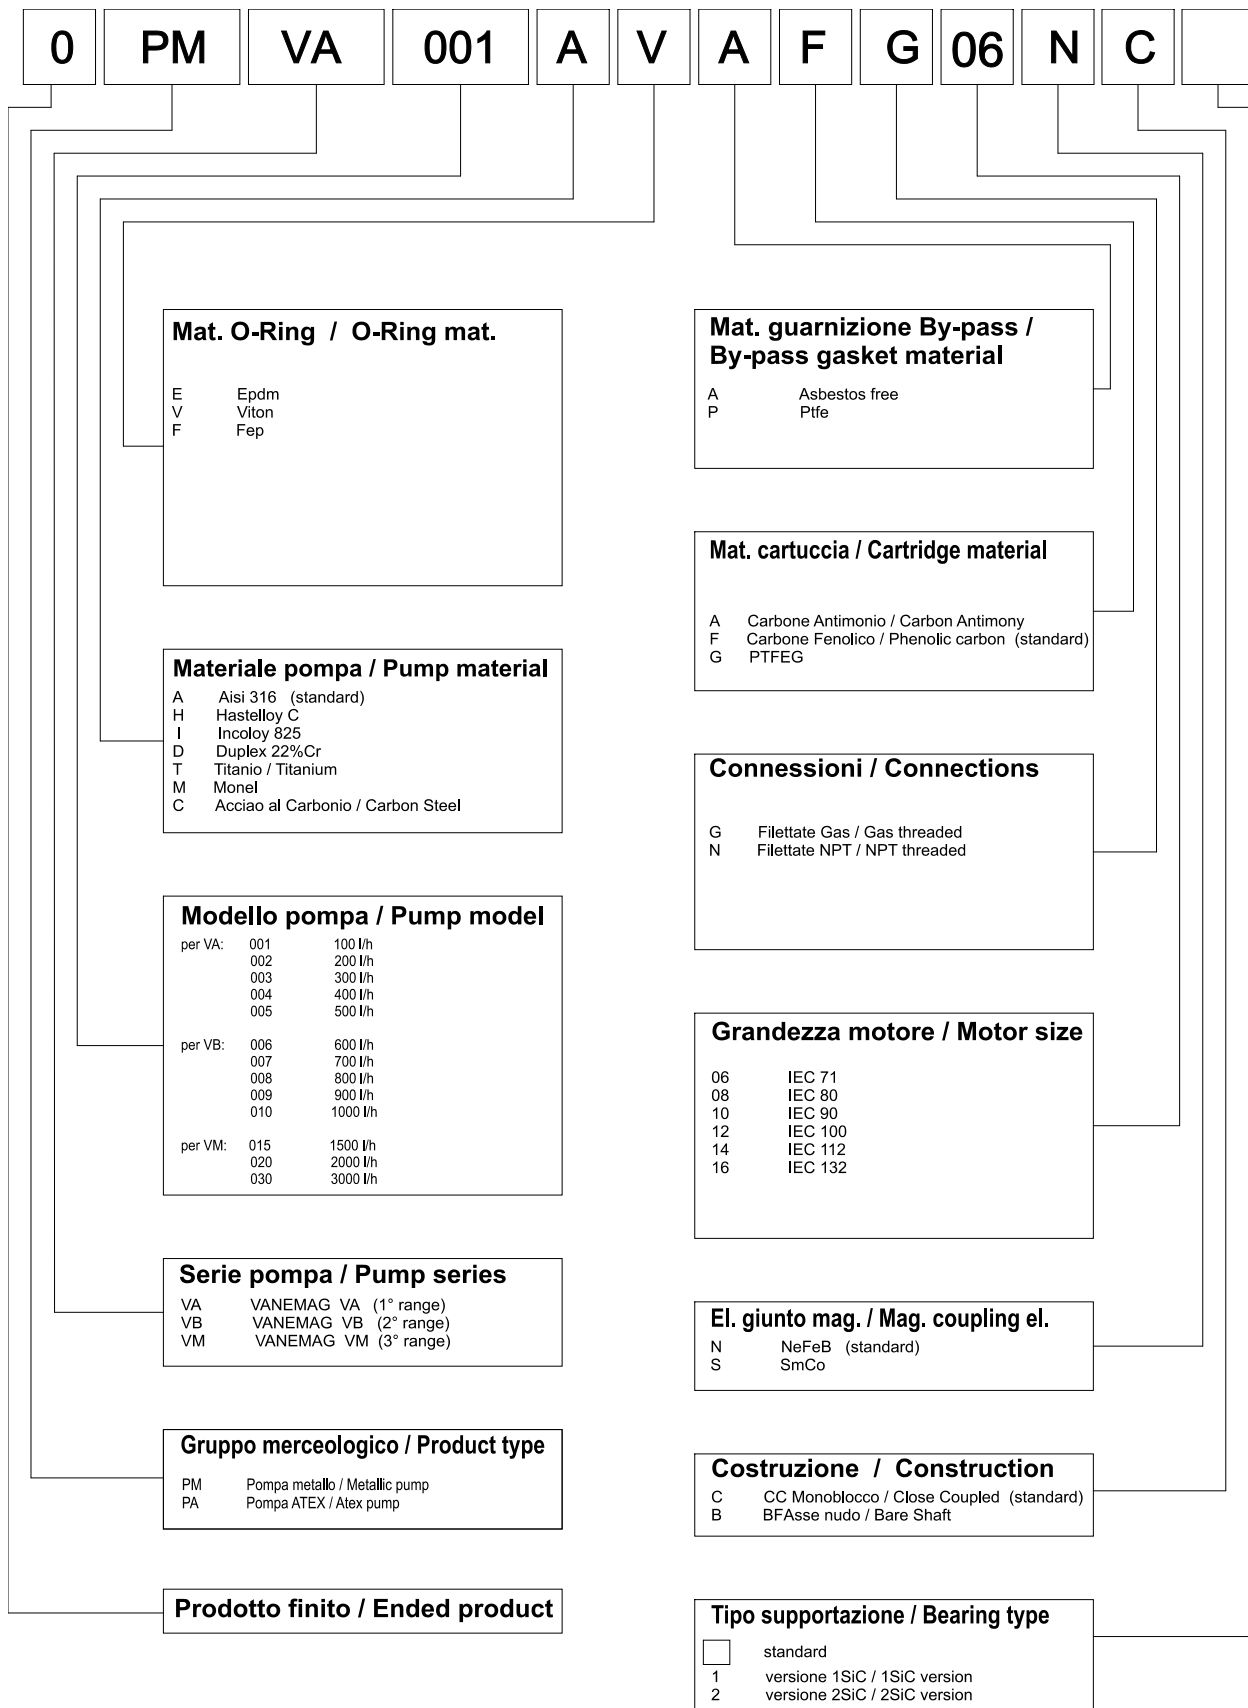 0 PM VA 001 A V A F G 06 N C
Mat. O-Ring / O-Ring mat.
E Epdm
V Viton
F Fep
Materiale pompa / Pump material
A Aisi 316 (standard)
H Hastelloy C
I Incoloy 825
D Duplex 22%Cr
T Titanio / Titanium
M Monel
C Acciao al Carbonio / Carbon Steel
Modello pompa / Pump model
per VA: 001 100 l/h
002 200 l/h
003 300 l/h
004 400 l/h
005 500 l/h
per VB: 006 600 l/h
007 700 l/h
008 800 l/h
009 900 l/h
010 1000 l/h
per VM: 015 1500 l/h
020 2000 l/h
030 3000 l/h
Serie pompa / Pump series
VA VANEMAG VA (1° range)
VB VANEMAG VB (2° range)
VM VANEMAG VM (3° range)
Gruppo merceologico / Product type
PM Pompa metallo / Metallic pump
PA Pompa ATEX / Atex pump
Prodotto finito / Ended product
Mat. guarnizione By-pass /
By-pass gasket material
A Asbestos free
P Ptfe
Mat. cartuccia / Cartridge material
A Carbone Antimonio / Carbon Antimony
F Carbone Fenolico / Phenolic carbon (standard)
G PTFEG
Connessioni / Connections
G Filettate Gas / Gas threaded
N Filettate NPT / NPT threaded
Grandezza motore / Motor size
06 IEC 71
08 IEC 80
10 IEC 90
12 IEC 100
14 IEC 112
16 IEC 132
El. giunto mag. / Mag. coupling el.
N NeFeB (standard)
S SmCo
Costruzione / Construction
C CC Monoblocco / Close Coupled (standard)
B BFAsse nudo / Bare Shaft
Tipo supportazione / Bearing type
standard
1 versione 1SiC / 1SiC version
2 versione 2SiC / 2SiC version